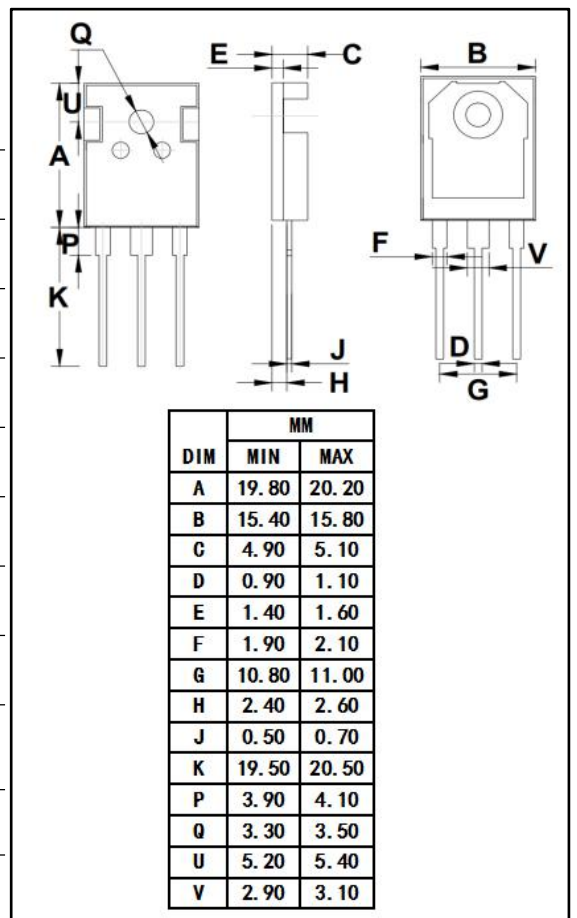 Q
E C B
U
A
P
F V
K
J D
H G
MM
DIM MIN MAX
A 19.80 20.20
B 15.40 15.80
C 4.90 5.10
D 0.90 1.10
E 1.40 1.60
F 1.90 2.10
G 10.80 11.00
H 2.40 2.60
J 0.50 0.70
K 19.50 20.50
P 3.90 4.10
Q 3.30 3.50
U 5.20 5.40
V 2.90 3.10